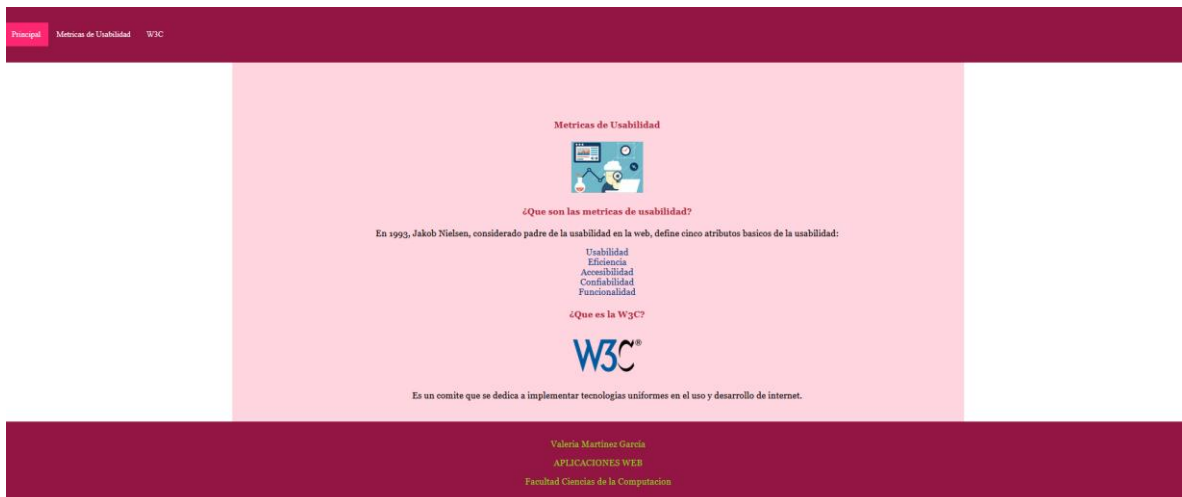 Principal Metricas de Usabilidad W3C
Metricas de Usabilidad
¿Que son las metricas de usabilidad?
En 1993, Jakob Nielsen, considerado padre de la usabilidad en la web, define cinco atributos basicos de la usabilidad:
Usabilidad
Eficiencia
Accesibilidad
Confiabilidad
Funcionalidad
¿Que es la W3C?
W3C®
Es un comite que se dedica a implementar tecnologias uniformes en el uso y desarrollo de internet.
Valeria Martinez Garcia
APLICACIONES WEB
Facultad Ciencias de la Computacion